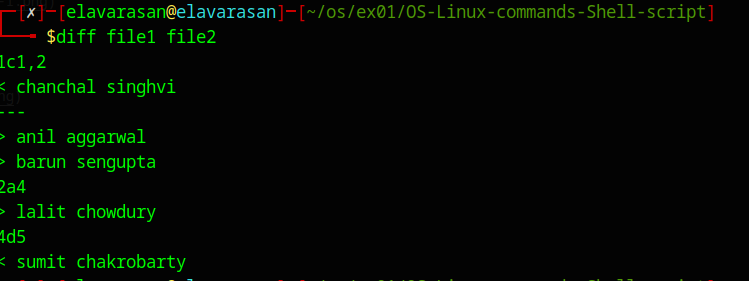 [✗]─[elavarasan@elavarasan]─[~/os/ex01/OS-Linux-commands-Shell-script]
$diff file1 file2
1c1,2
< chanchal singhvi
---
> anil aggarwal
> barun sengupta
2a4
> lalit chowdury
4d5
< sumit chakrobarty